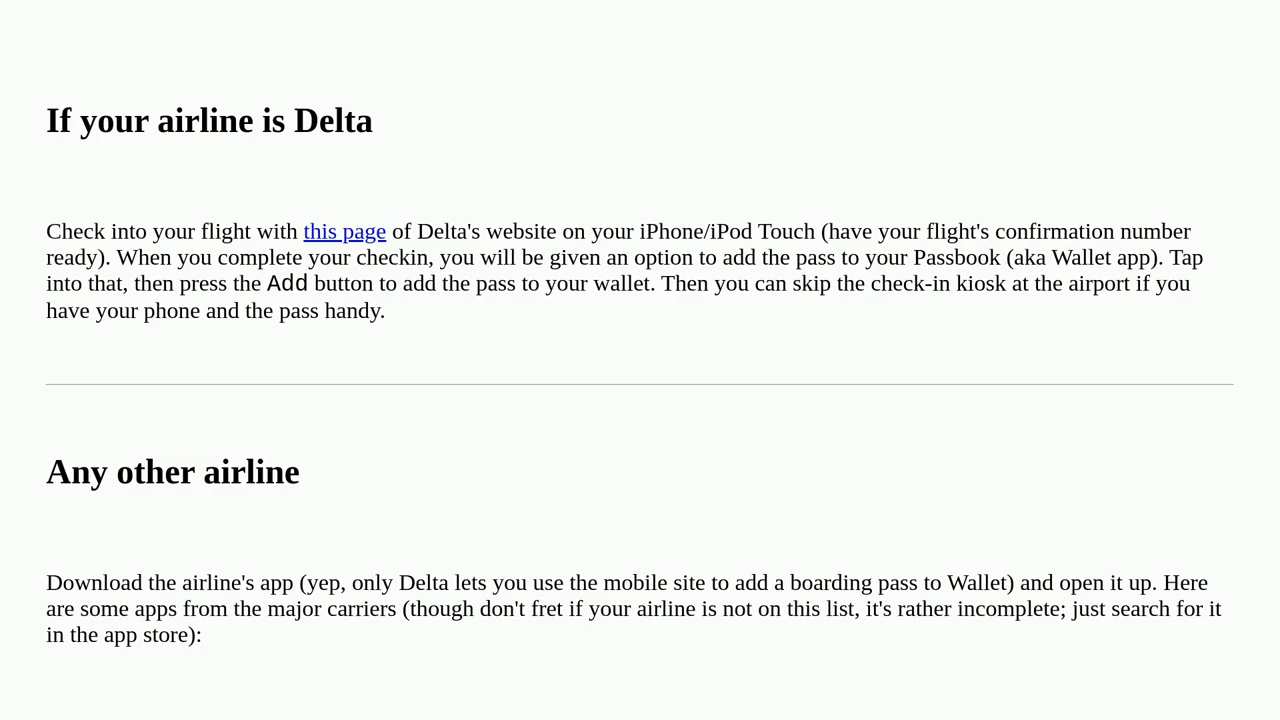 If your airline is Delta
Check into your flight with this page of Delta's website on your iPhone/iPod Touch (have your flight's confirmation number
ready). When you complete your checkin, you will be given an option to add the pass to your Passbook (aka Wallet app). Tap
into that, then press the Add button to add the pass to your wallet. Then you can skip the check-in kiosk at the airport if you
have your phone and the pass handy.
Any other airline
Download the airline's app (yep, only Delta lets you use the mobile site to add a boarding pass to Wallet) and open it up. Here
are some apps from the major carriers (though don't fret if your airline is not on this list, it's rather incomplete; just search for it
in the app store):